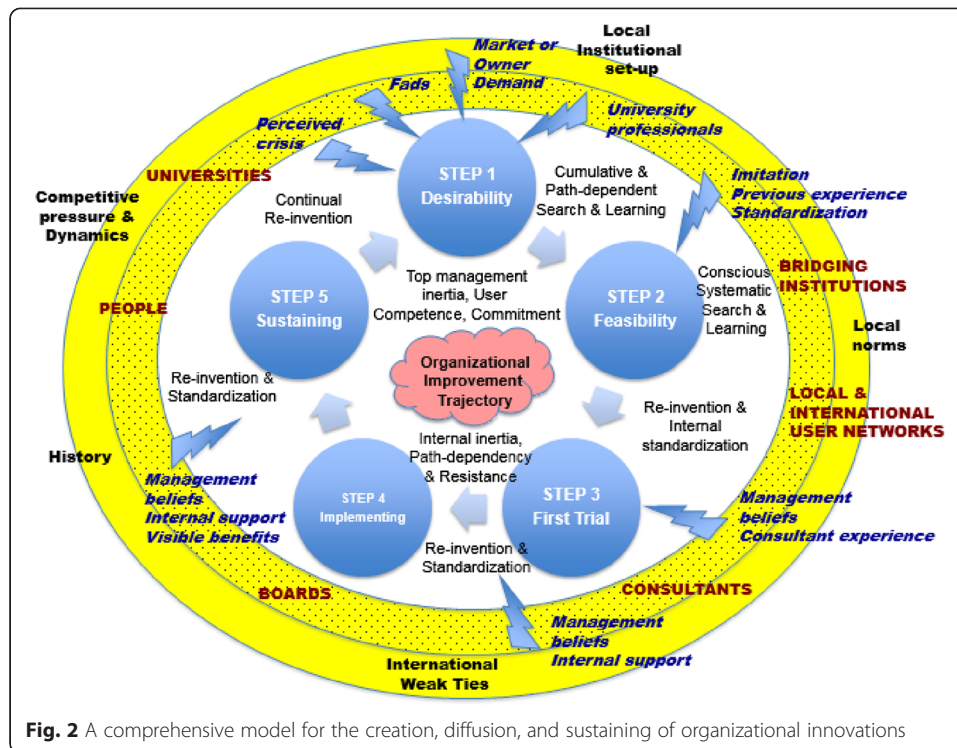 Local
Institutional
set-up
Market or
Owner
Demand
Fads
University
professionals
Perceived
crisis
UNIVERSITIES
STEP 1
Desirability
Cumulative &
Path-dependent
Search & Learning
Imitation
Previous experience
Standardization
Competitive
pressure &
Dynamics
Continual
Re-invention
STEP 5
Sustaining
Top management
inertia, User
Competence, Commitment
STEP 2
Feasibility
Conscious
Systematic
Search &
Learning
BRIDGING
INSTITUTIONS
PEOPLE
Local
norms
Organizational
Improvement
Trajectory
Re-invention &
Standardization
Re-invention &
Internal
standardization
LOCAL &
INTERNATIONAL
USER NETWORKS
History
Internal inertia,
Path-dependency
& Resistance
Management
beliefs
Internal support
Visible benefits
STEP 4
Implementing
STEP 3
First Trial
Management
beliefs
Consultant experience
Re-invention &
Standardization
BOARDS
CONSULTANTS
Management
beliefs
Internal support
International
Weak Ties
Fig. 2 A comprehensive model for the creation, diffusion, and sustaining of organizational innovations